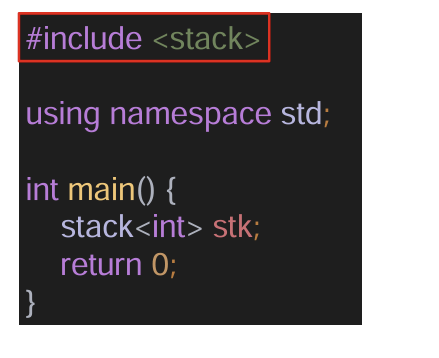 #include <stack>
using namespace std;
int main() {
stack<int> stk;
return 0;
}